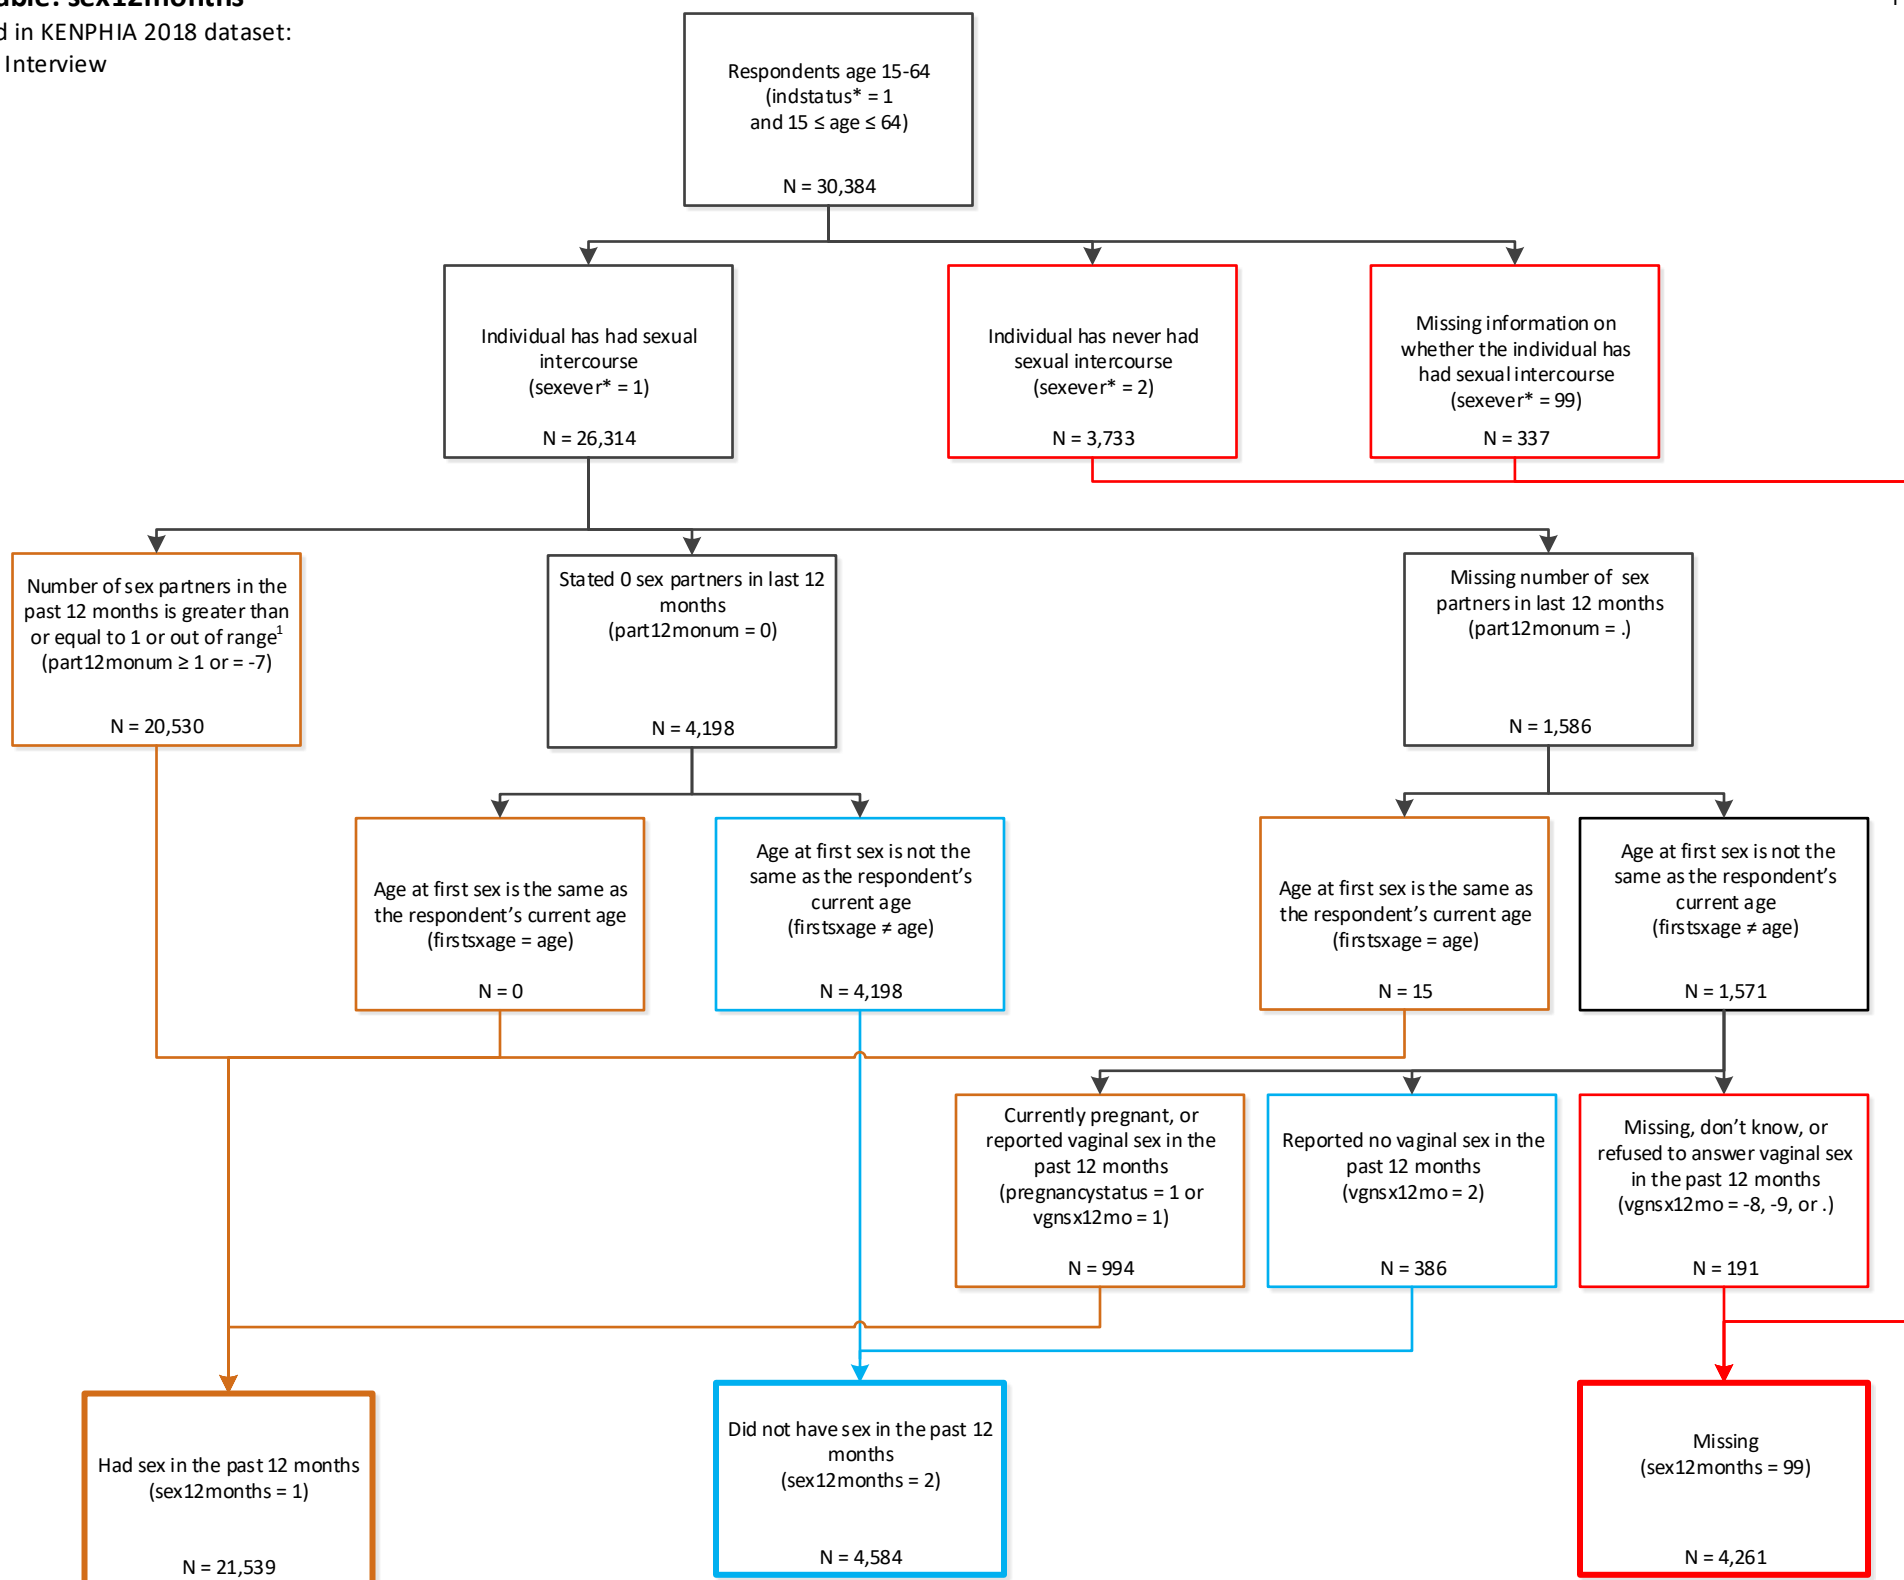 sex12months
in KENPHIA 2018 dataset:
Interview
Respondents age 15-64
(indstatus* = 1
and 15 ≤ age ≤ 64)
N = 30,384
Individual has had sexual
intercourse
(sexever* = 1)
N = 26,314
Individual has never had
sexual intercourse
(sexever* = 2)
N = 3,733
Missing information on
whether the individual has
had sexual intercourse
(sexever* = 99)
N = 337
Number of sex partners in the
past 12 months is greater than
or equal to 1 or out of range1
(part12monum ≥ 1 or = -7)
N = 20,530
Stated 0 sex partners in last 12
months
(part12monum = 0)
N = 4,198
Missing number of sex
partners in last 12 months
(part12monum = .)
N = 1,586
Age at first sex is the same as
the respondent’s current age
(firstsxage = age)
N = 0
Age at first sex is not the
same as the respondent’s
current age
(firstsxage ≠ age)
N = 4,198
Age at first sex is the same as
the respondent’s current age
(firstsxage = age)
N = 15
Age at first sex is not the
same as the respondent’s
current age
(firstsxage ≠ age)
N = 1,571
Currently pregnant, or
reported vaginal sex in the
past 12 months
(pregnancystatus = 1 or
vgnsx12mo = 1)
N = 994
Reported no vaginal sex in the
past 12 months
(vgnsx12mo = 2)
N = 386
Missing, don’t know, or
refused to answer vaginal sex
in the past 12 months
(vgnsx12mo = -8, -9, or .)
N = 191
Had sex in the past 12 months
(sex12months = 1)
N = 21,539
Did not have sex in the past 12
months
(sex12months = 2)
N = 4,584
Missing
(sex12months = 99)
N = 4,261